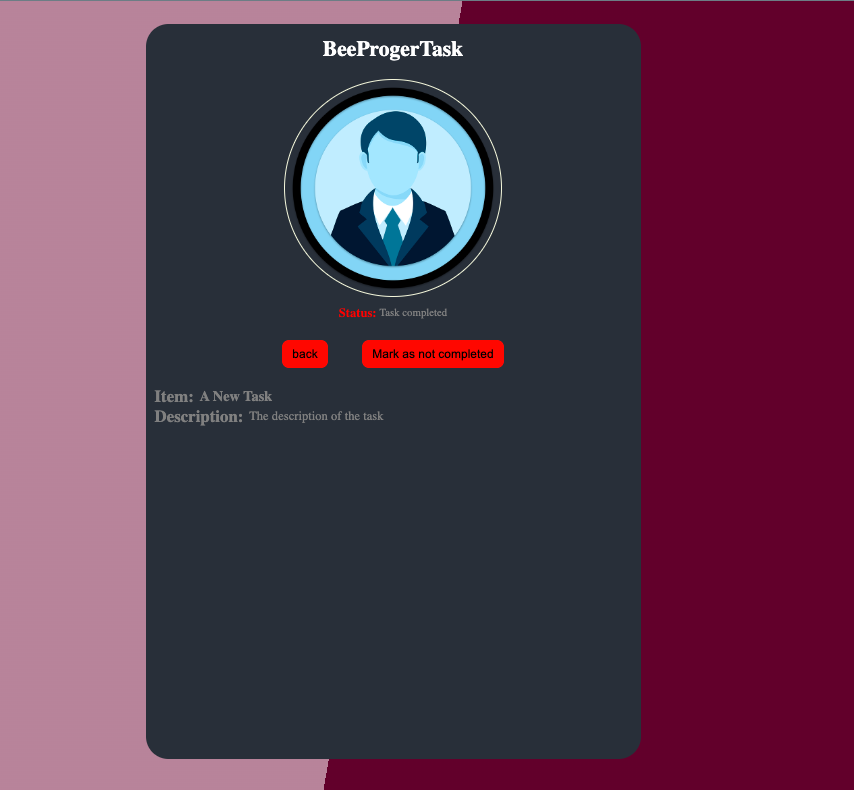 BeeProgerTask
Status: Task completed
back Mark as not completed
Item: A New Task
Description: The description of the task